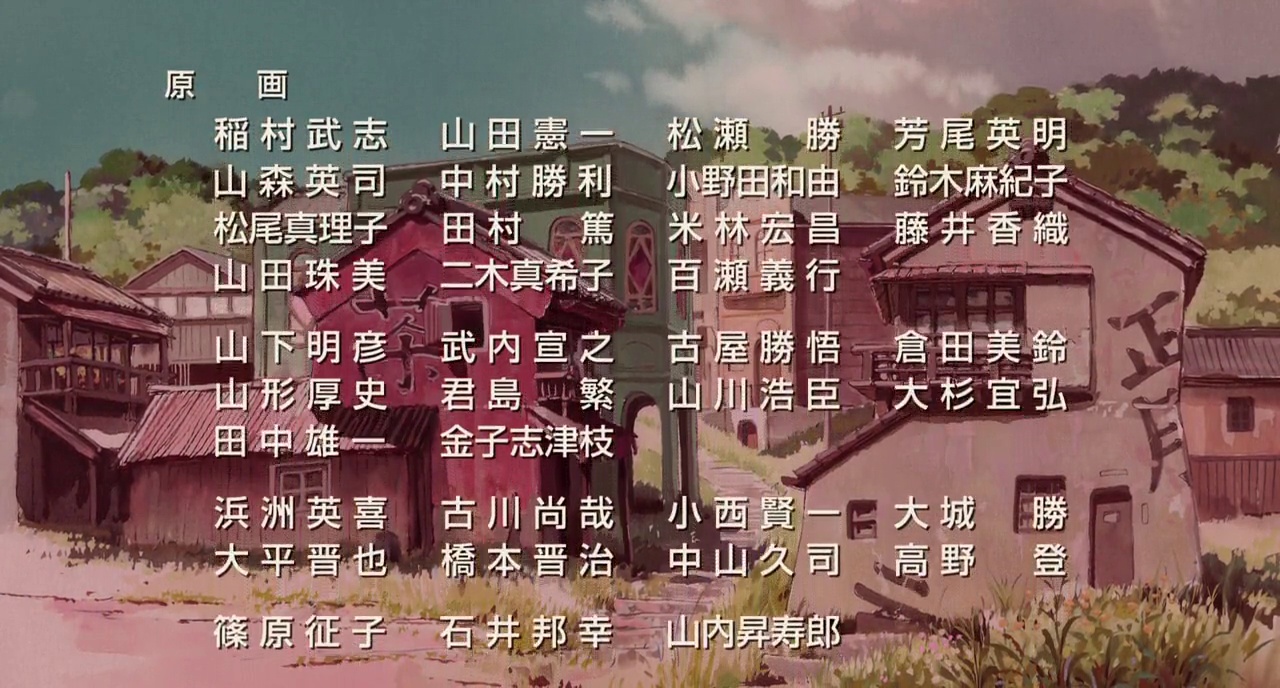 原 画
稲村武志 山田憲一 松瀬 勝 芳尾英明
山森英司 中村勝利 小野田和由 鈴木麻紀子
松尾真理子 田村 篤 米林宏昌 藤井香織
山田珠美 二木真希子 百瀬義行
山下明彦 武内宣之 古屋勝悟 倉田美鈴
山形厚史 君島 繁 山川浩臣 大杉宜弘
田中雄一 金子志津枝
浜洲英喜 古川尚哉 小西賢一 大城 勝
大平晋也 橋本晋治 中山久司 高野 登
篠原征子 石井邦幸 山内昇寿郎